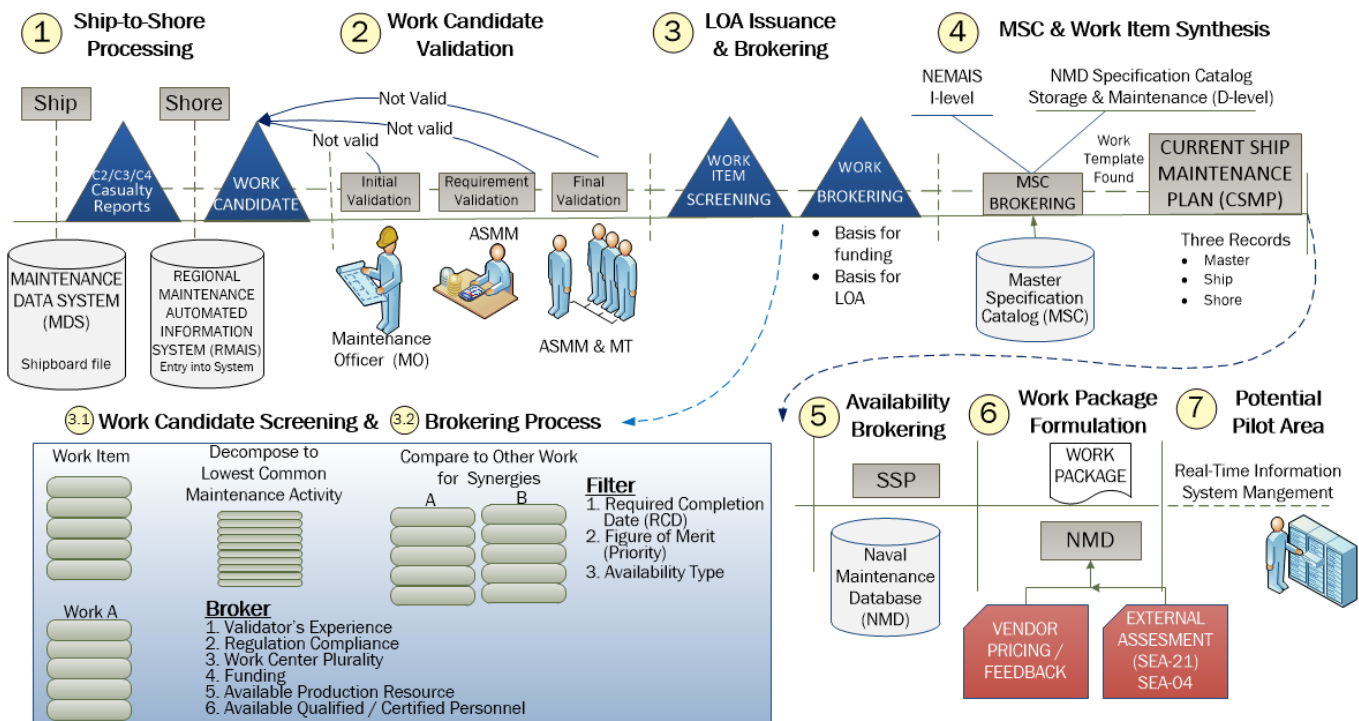 1
Ship-to-Shore
Processing
2
Work Candidate
Validation
3
LOA Issuance
& Brokering
4
MSC & Work Item Synthesis
Ship
Shore
Not Valid
Not valid
Not valid
C2/C3/C4
Casualty
Reports
WORK
CANDIDATE
Initial
Validation
Requirement
Validation
Final
Validation
WORK
ITEM
SCREENING
WORK
BROKERING
NEMAIS
I-level
NMD Specification Catalog
Storage & Maintenance (D-level)
MSC
BROKERING
Work
Template
Found
CURRENT SHIP
MAINTENANCE
PLAN (CSMP)
MAINTENANCE
DATA SYSTEM
(MDS)
Shipboard file
REGIONAL
MAINTENANCE
AUTOMATED
INFORMATION
SYSTEM (RMAIS)
Entry into System
Maintenance
Officer (MO)
ASMM
ASMM & MT
• Basis for
funding
• Basis for
LOA
Master
Specification
Catalog (MSC)
Three Records
• Master
• Ship
• Shore
3.1 Work Candidate Screening &
3.2 Brokering Process
Work Item
Decompose to
Lowest Common
Maintenance Activity
Compare to Other Work
for Synergies
A
B
Filter
1. Required Completion
Date (RCD)
2. Figure of Merit
(Priority)
3. Availability Type
Work A
Broker
1. Validator's Experience
2. Regulation Compliance
3. Work Center Plurality
4. Funding
5. Available Production Resource
6. Available Qualified / Certified Personnel
5
Availability
Brokering
SSP
Naval
Maintenance
Database
(NMD)
6
Work Package
Formulation
WORK
PACKAGE
NMD
VENDOR
PRICING /
FEEDBACK
EXTERNAL
ASSESMENT
(SEA-21)
SEA-04
7
Potential
Pilot Area
Real-Time Information
System Mangement